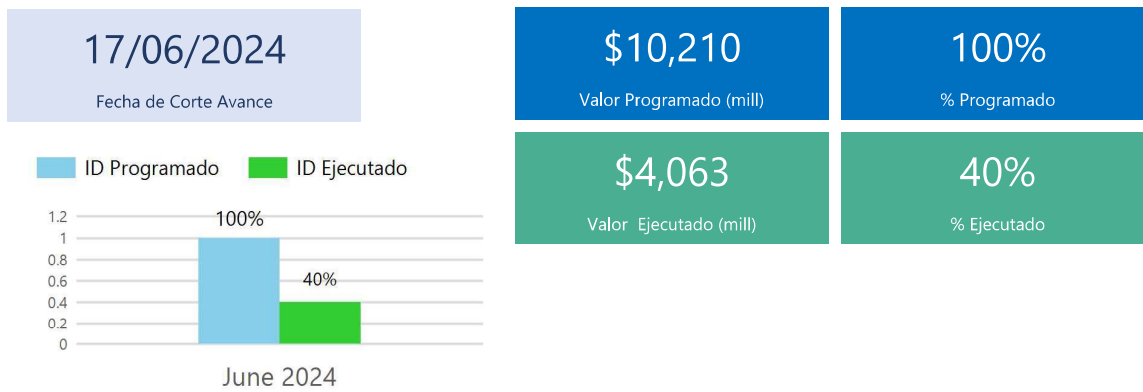 17/06/2024
Fecha de Corte Avance
$10,210
Valor Programado (mill)
100%
% Programado
$4,063
Valor Ejecutado (mill)
40%
% Ejecutado
ID Programado
ID Ejecutado
1.2
1
0.8
0.6
0.4
0.2
0
100%
40%
June 2024